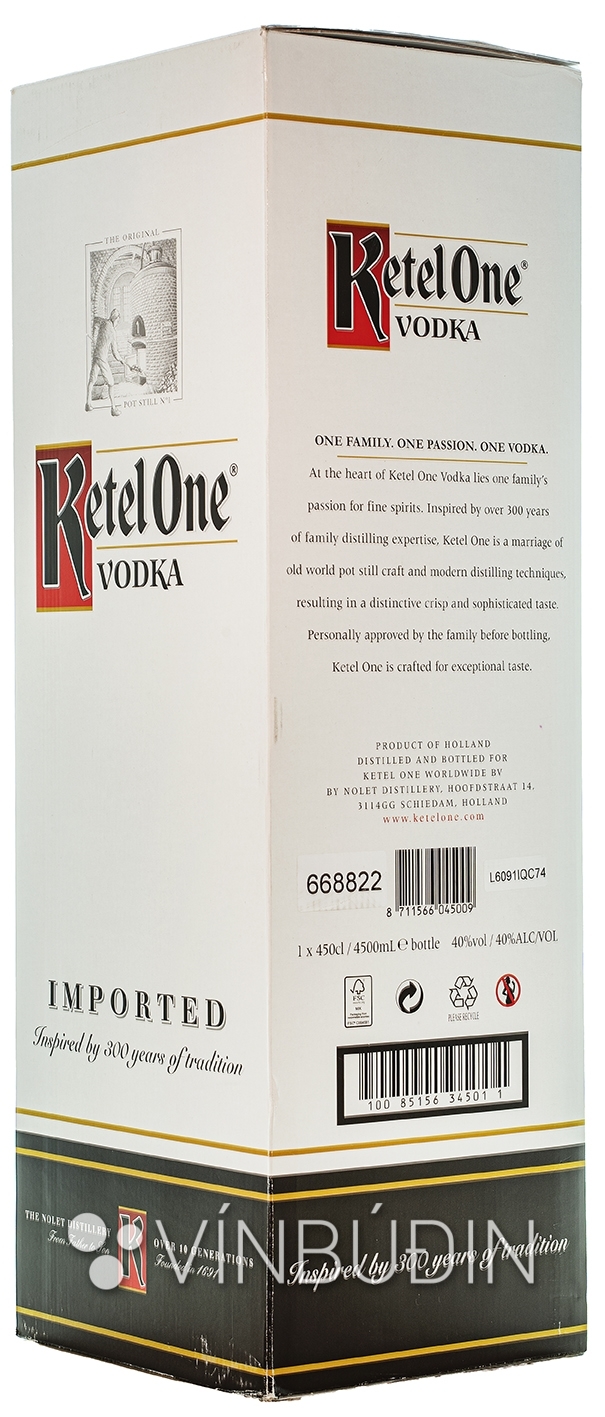 THE ORIGINAL
POT STILL Nº1
Ketel One®
VODKA
IMPORTED
Inspired by 300 years of tradition
THE NOLET DISTILLERY
From Father to Son
K
OVER 10 GENERATIONS
Founded in 1691
Ketel One®
VODKA
ONE FAMILY. ONE PASSION. ONE VODKA.
At the heart of Ketel One Vodka lies one family's
passion for fine spirits. Inspired by over 300 years
of family distilling expertise, Ketel One is a marriage of
old world pot still craft and modern distilling techniques,
resulting in a distinctive crisp and sophisticated taste.
Personally approved by the family before bottling,
Ketel One is crafted for exceptional taste.
PRODUCT OF HOLLAND
DISTILLED AND BOTTLED FOR
KETEL ONE WORLDWIDE BY
BY NOLET DISTILLERY, HOOFDSTRAAT 14,
3114GG SCHIEDAM, HOLLAND
www.ketelone.com
668822
8 711566 045009
L6091IQC74
1 x 450cl / 4500mL ℮ bottle 40%vol / 40%ALC/VOL
FSC
MIX
PLEASE RECYCLE
100 85156 34501 1
Inspired by 300 years of tradition
VÍNBÚÐIN